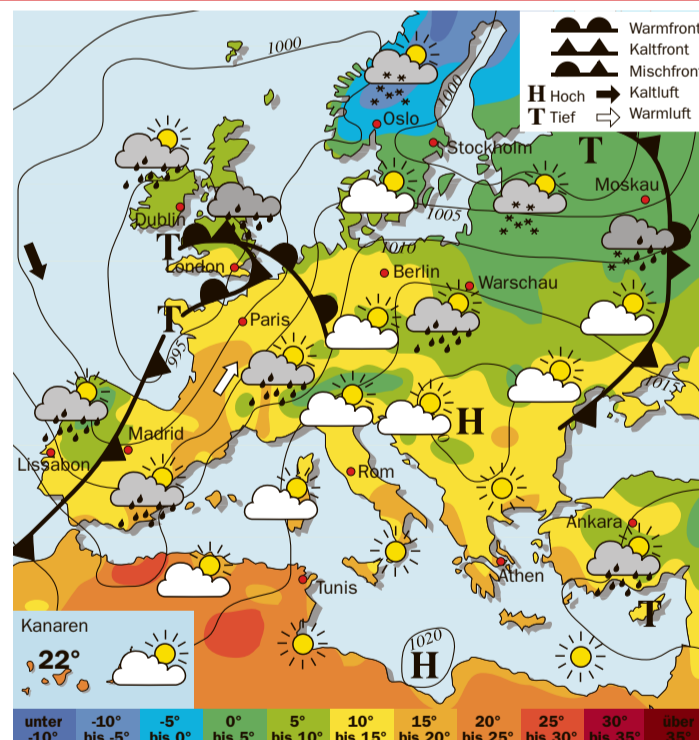 1000
Warmfront
Kaltfront
Mischfront
H Hoch
Kaltluft
T Tief
Warmluft
1000
Oslo
Stockholm
T
Moskau
Dublin
1005
T
1010
London
Berlin
Warschau
T
Paris
995
1015
H
Madrid
Lissabon
Rom
Ankara
Athen
Tunis
T
Kanaren
22°
1020
H
unter -10°
-10° bis -5°
-5° bis 0°
0° bis 5°
5° bis 10°
10° bis 15°
15° bis 20°
20° bis 25°
25° bis 30°
30° bis 35°
über 35°